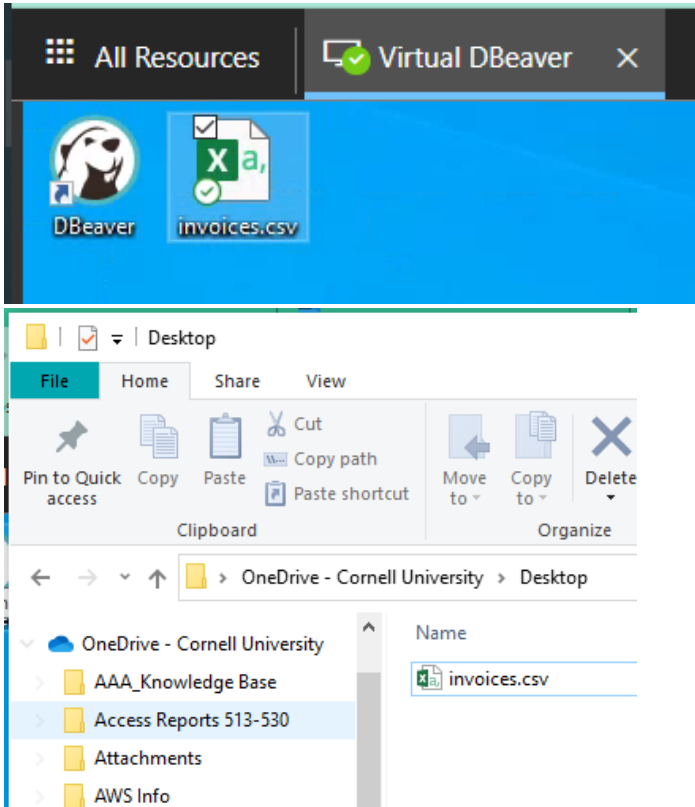 All Resources
Virtual DBeaver
DBeaver
invoices.csv
Desktop
File Home Share View
Pin to Quick access
Copy
Paste
Cut
Copy path
Paste shortcut
Move to
Copy to
Delete
Clipboard
Organize
OneDrive - Cornell University > Desktop
OneDrive - Cornell University
AAA_Knowledge Base
Access Reports 513-530
Attachments
AWS Info
Name
invoices.csv